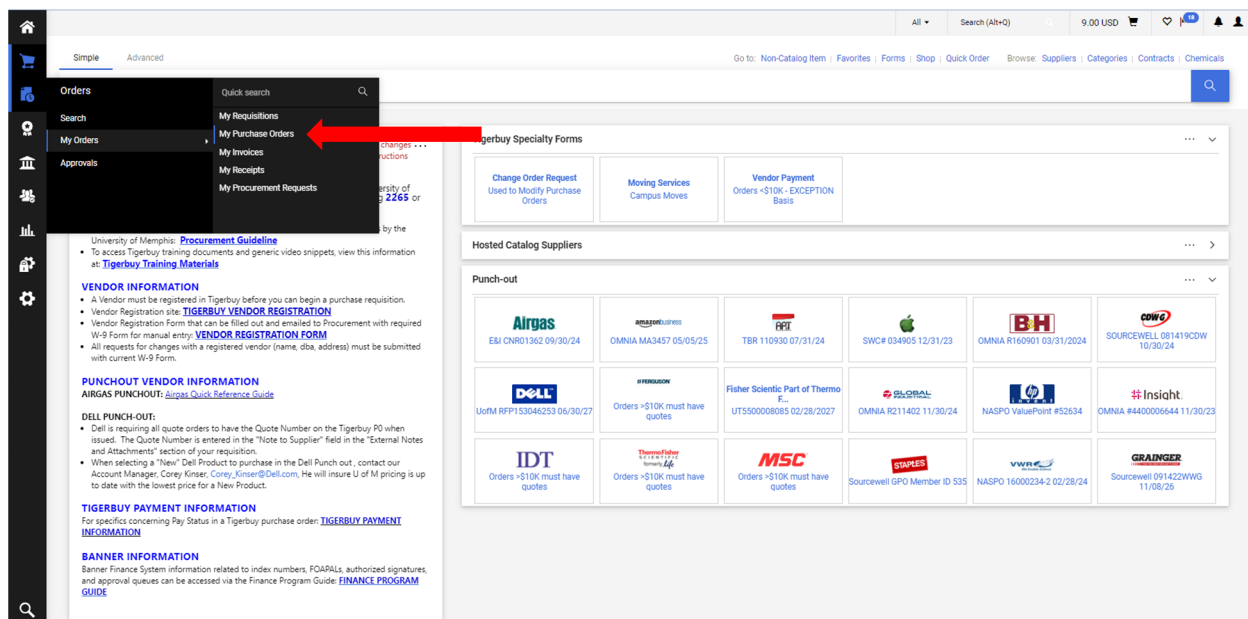 All
Search (Alt+Q)
9.00 USD
18
Simple
Advanced
Go to: Non-Catalog Item | Favorites | Forms | Shop | Quick Order Browse: Suppliers | Categories | Contracts | Chemicals
Orders
Search
My Orders
Approvals
Quick search
My Requisitions
My Purchase Orders
My Invoices
My Receipts
My Procurement Requests
changes ...
ructions
ersity of
g 2265 or
s by the
University of Memphis: Procurement Guideline
• To access Tigerbuy training documents and generic video snippets, view this information
at: Tigerbuy Training Materials
VENDOR INFORMATION
• A Vendor must be registered in Tigerbuy before you can begin a purchase requisition.
• Vendor Registration site: TIGERBUY VENDOR REGISTRATION
• Vendor Registration Form that can be filled out and emailed to Procurement with required
W-9 Form for manual entry: VENDOR REGISTRATION FORM
• All requests for changes with a registered vendor (name, dba, address) must be submitted
with current W-9 Form.
PUNCHOUT VENDOR INFORMATION
AIRGAS PUNCHOUT: Airgas Quick Reference Guide
DELL PUNCH-OUT:
• Dell is requiring all quote orders to have the Quote Number on the Tigerbuy PO when
issued. The Quote Number is entered in the "Note to Supplier" field in the "External Notes
and Attachments" section of your requisition.
• When selecting a "New" Dell Product to purchase in the Dell Punch out , contact our
Account Manager, Corey Kinser, Corey_Kinser@Dell.com, He will insure U of M pricing is up
to date with the lowest price for a New Product.
TIGERBUY PAYMENT INFORMATION
For specifics concerning Pay Status in a Tigerbuy purchase order: TIGERBUY PAYMENT
INFORMATION
BANNER INFORMATION
Banner Finance System information related to index numbers, FOAPALs, authorized signatures,
and approval queues can be accessed via the Finance Program Guide: FINANCE PROGRAM
GUIDE
igerbuy Specialty Forms
Change Order Request
Used to Modify Purchase
Orders
Moving Services
Campus Moves
Vendor Payment
Orders <$10K - EXCEPTION
Basis
Hosted Catalog Suppliers
Punch-out
Airgas
E&I CNR01362 09/30/24
amazonbusiness
OMNIA MA3457 05/05/25
APT
TBR 110930 07/31/24
SWC# 034905 12/31/23
B&H
OMNIA R160901 03/31/2024
CDWG
SOURCEWELL 081419CDW
10/30/24
DELL
UofM RFP153046253 06/30/27
FERGUSON
Orders >$10K must have
quotes
Fisher Scientic Part of Thermo
F...
UT5500008085 02/28/2027
GLOBAL
INDUSTRIAL
OMNIA R211402 11/30/24
hp
invent
NASPO ValuePoint #52634
Insight.
OMNIA #4400006644 11/30/23
IDT
Orders >$10K must have
quotes
ThermoFisher
SCIENTIFIC
formerly Life
Orders >$10K must have
quotes
MSC
Orders >$10K must have
quotes
STAPLES
Sourcewell GPO Member ID 535
VWR
NASPO 16000234-2 02/28/24
GRAINGER
Sourcewell 091422WWG
11/08/26